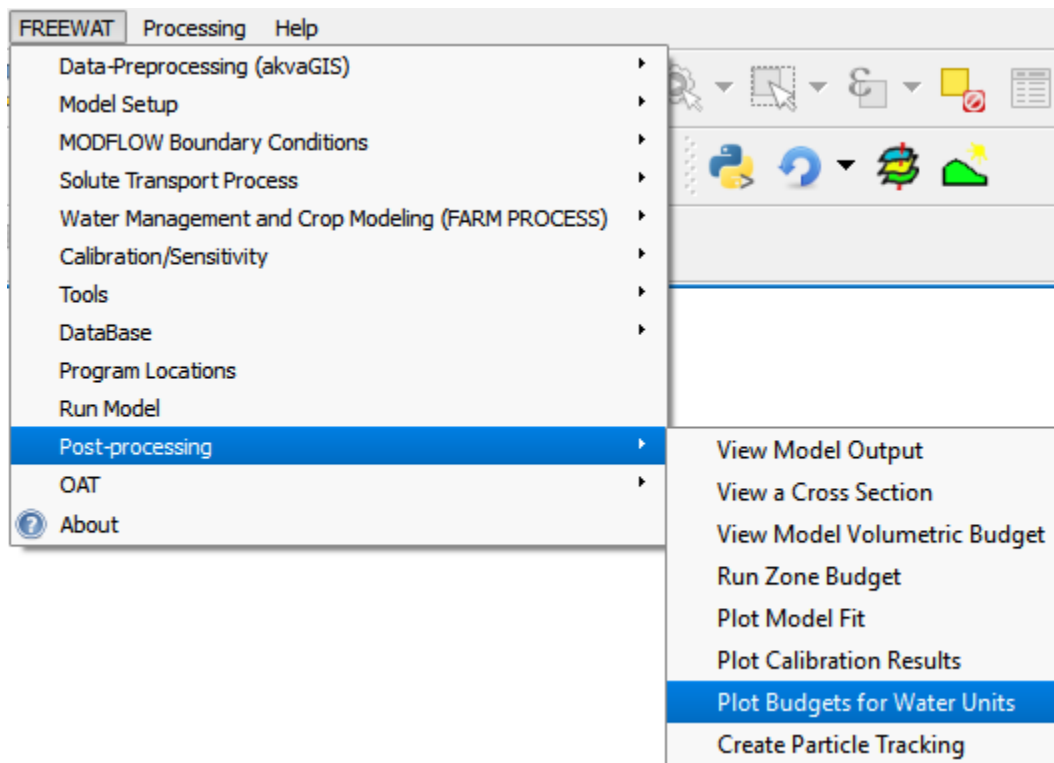 FREEWAT Processing Help
Data-Preprocessing (akvaGIS)
Model Setup
MODFLOW Boundary Conditions
Solute Transport Process
Water Management and Crop Modeling (FARM PROCESS)
Calibration/Sensitivity
Tools
DataBase
Program Locations
Run Model
Post-processing
OAT
About
View Model Output
View a Cross Section
View Model Volumetric Budget
Run Zone Budget
Plot Model Fit
Plot Calibration Results
Plot Budgets for Water Units
Create Particle Tracking